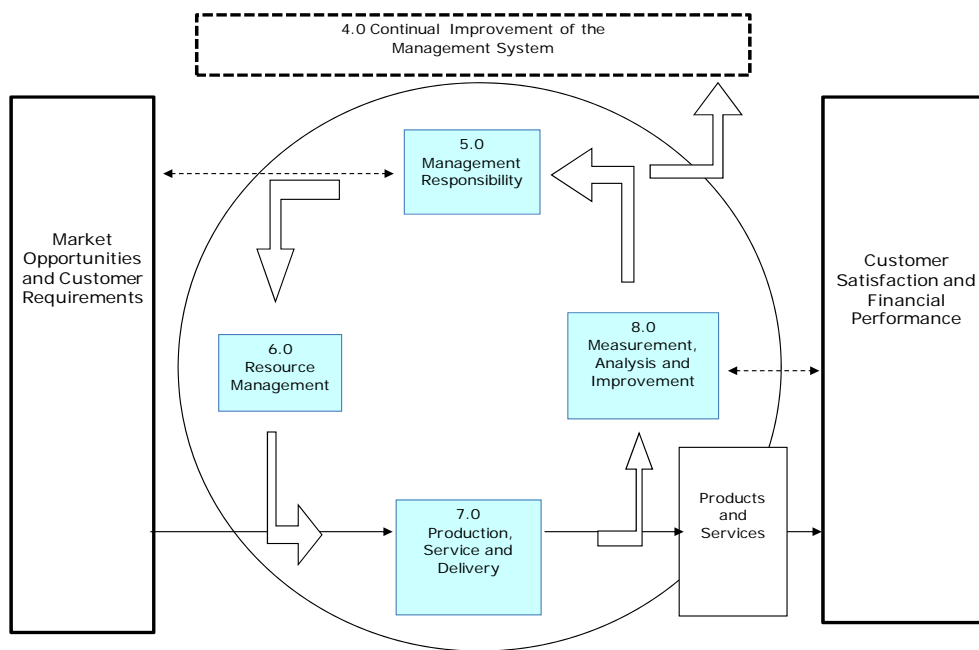 4.0 Continual Improvement of the
Management System
5.0
Management
Responsibility
Market
Opportunities
and Customer
Requirements
Customer
Satisfaction and
Financial
Performance
6.0
Resource
Management
8.0
Measurement,
Analysis and
Improvement
7.0
Production,
Service and
Delivery
Products
and
Services